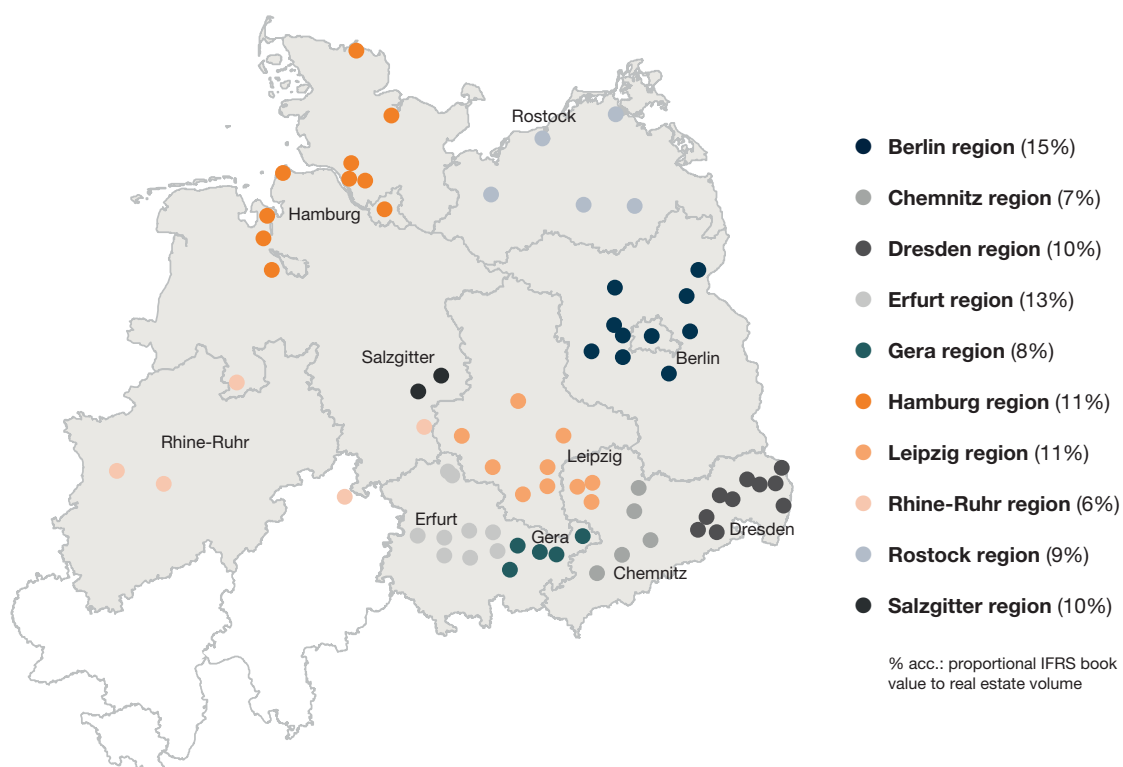 Rostock
Hamburg
Salzgitter
Berlin
Rhine-Ruhr
Leipzig
Erfurt
Gera
Dresden
Chemnitz
Berlin region (15%)
Chemnitz region (7%)
Dresden region (10%)
Erfurt region (13%)
Gera region (8%)
Hamburg region (11%)
Leipzig region (11%)
Rhine-Ruhr region (6%)
Rostock region (9%)
Salzgitter region (10%)
% acc.: proportional IFRS book
value to real estate volume